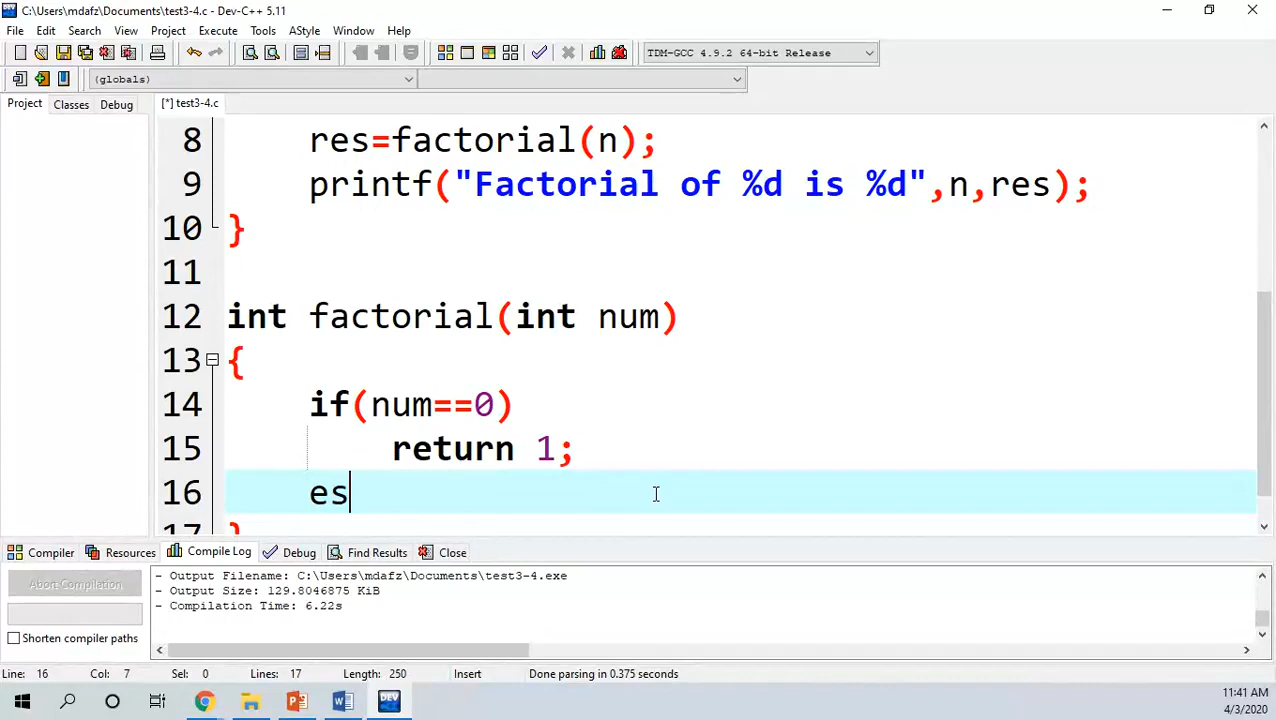 C:\Users\mdafz\Documents\test3-4.c - Dev-C++ 5.11
File Edit Search View Project Execute Tools AStyle Window Help
TDM-GCC 4.9.2 64-bit Release
(globals)
Project Classes Debug
[*] test3-4.c
8 res=factorial(n);
9 printf("Factorial of %d is %d",n,res);
10 }
11
12 int factorial(int num)
13 {
14 if(num==0)
15 return 1;
16 es
17 }
Compiler Resources Compile Log Debug Find Results Close
Abort Compilation
Shorten compiler paths
- Output Filename: C:\Users\mdafz\Documents\test3-4.exe
- Output Size: 129.8046875 KiB
- Compilation Time: 6.22s
Line: 16 Col: 7 Sel: 0 Lines: 17 Length: 250 Insert Done parsing in 0.375 seconds
DEV
11:41 AM
4/3/2020